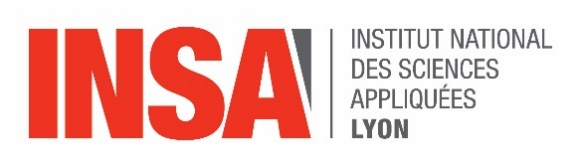 INSA
INSTITUT NATIONAL
DES SCIENCES
APPLIQUÉES
LYON